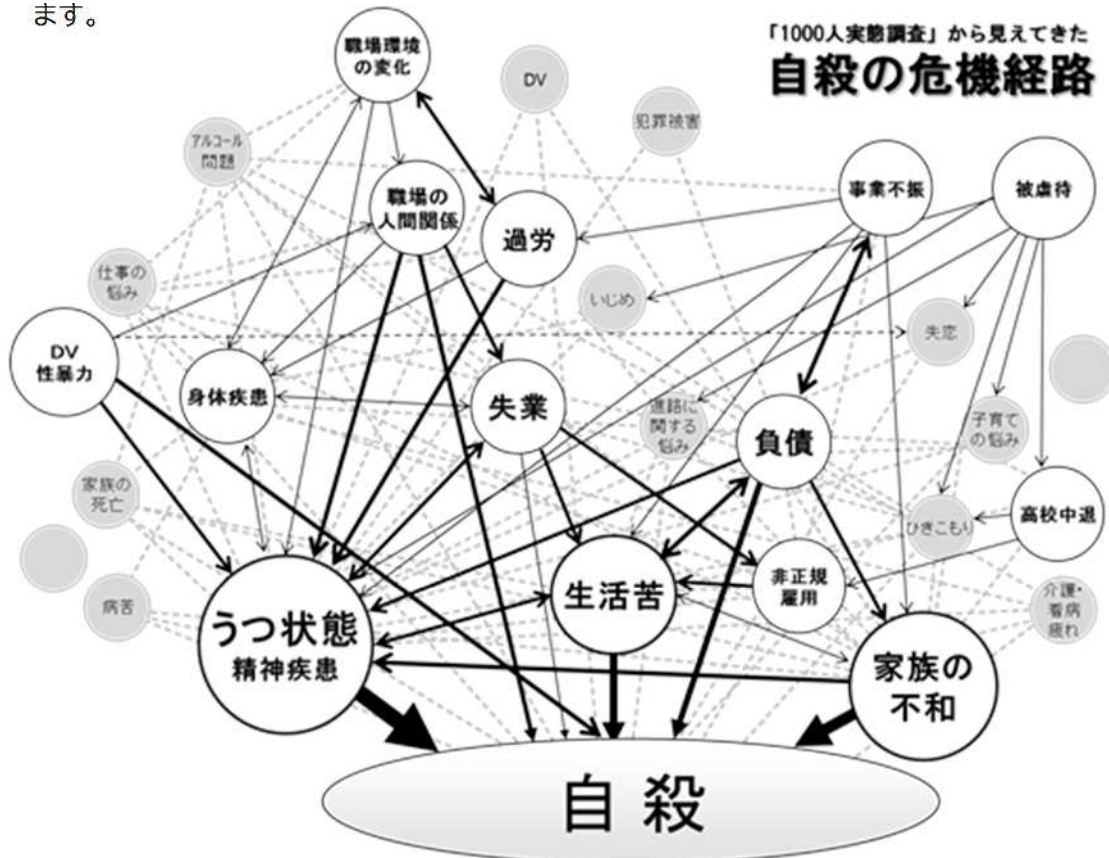 ます。
「1000人実態調査」から見えてきた
自殺の危機経路
職場環境
の変化
DV
犯罪被害
アルコール
問題
職場の
人間関係
過労
事業不振
被虐待
仕事の
悩み
いじめ
失恋
DV
性暴力
身体疾患
失業
進路に
関する
悩み
負債
子育て
の悩み
家族の
死亡
ひきこもり
高校中退
病苦
うつ状態
精神疾患
生活苦
非正規
雇用
介護・
看病
疲れ
家族の
不和
自殺